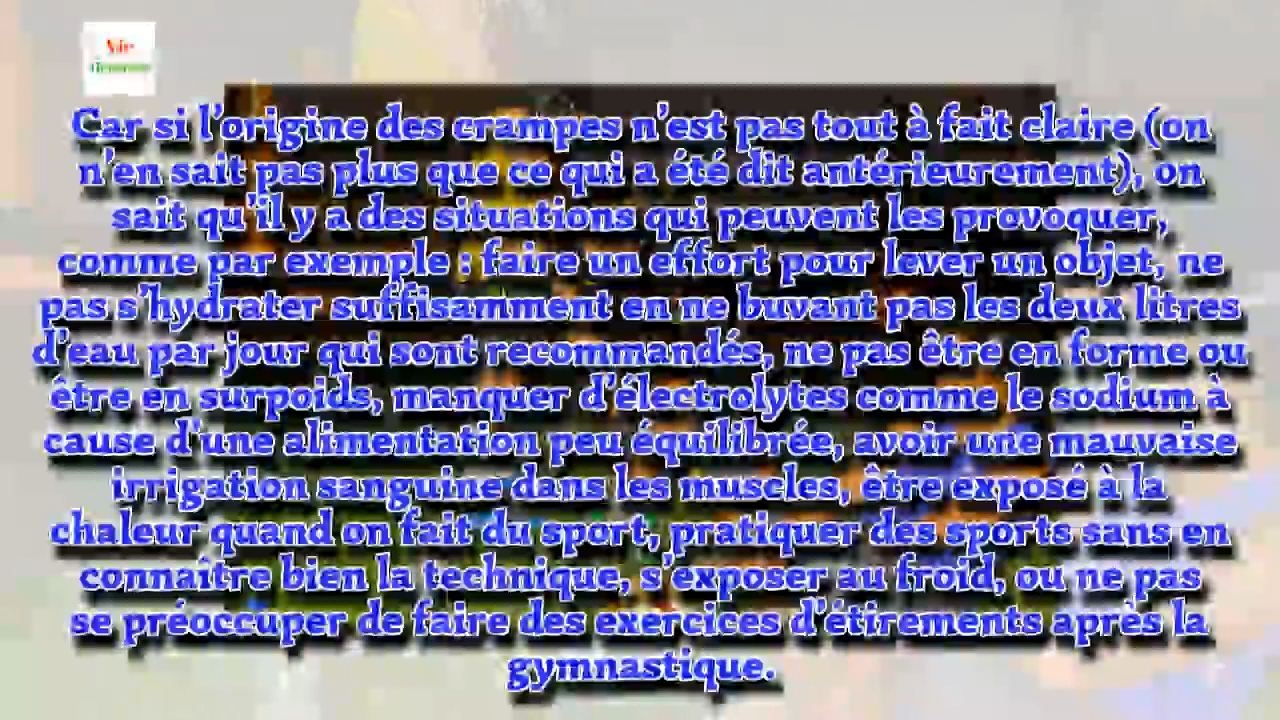 Car si l'origine des crampes n'est pas tout à fait claire (on
n'en sait pas plus que ce qui a été dit antérieurement), on
sait qu'il y a des situations qui peuvent les provoquer,
comme par exemple : faire un effort pour lever un objet, ne
pas s'hydrater suffisamment en ne buvant pas les deux litres
d'eau par jour qui sont recommandés, ne pas être en forme ou
être en surpoids, manquer d'électrolytes comme le sodium à
cause d'une alimentation peu équilibrée, avoir une mauvaise
irrigation sanguine dans les muscles, être exposé à la
chaleur quand on fait du sport, pratiquer des sports sans en
connaître bien la technique, s'exposer au froid, ou ne pas
se préoccuper de faire des exercices d'étirements après la
gymnastique.